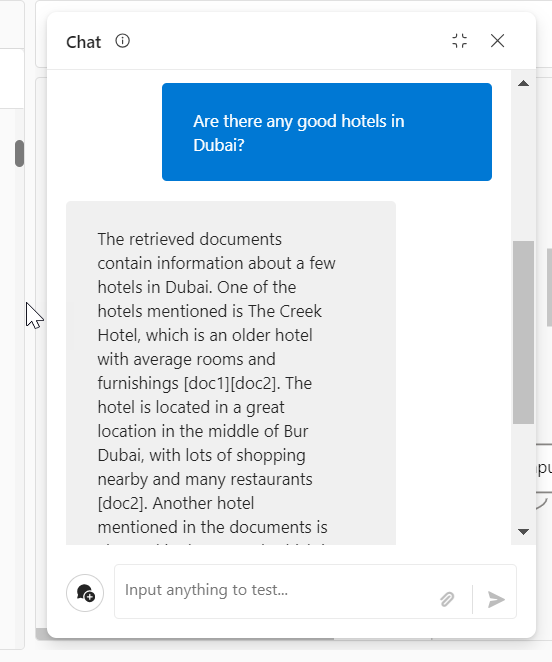 Chat
Are there any good hotels in
Dubai?
The retrieved documents
contain information about a few
hotels in Dubai. One of the
hotels mentioned is The Creek
Hotel, which is an older hotel
with average rooms and
furnishings [doc1][doc2]. The
hotel is located in a great
location in the middle of Bur
Dubai, with lots of shopping
nearby and many restaurants
[doc2]. Another hotel
mentioned in the documents is
Input anything to test...